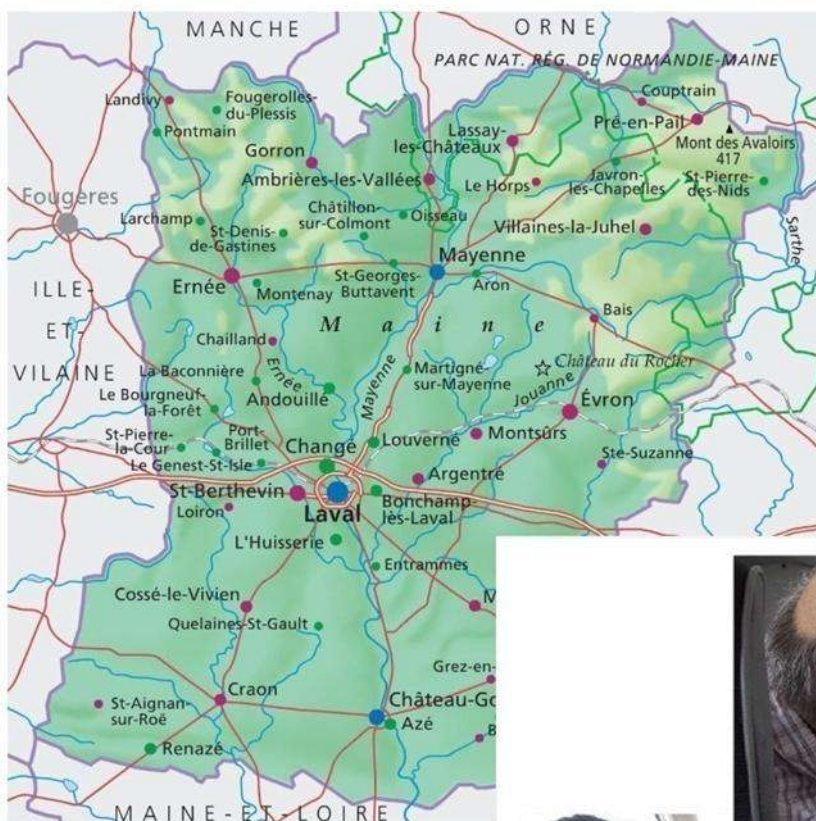 MANCHE
ORNE
PARC NAT. RÉG. DE NORMANDIE-MAINE
Landivy
Fougerolles-
du-Plessis
Couptrain
Pontmain
Lassay-
les-Châteaux
Pré-en-Pail
Gorron
Mont des Avaloirs
417
Ambrières-les-Vallées
Le Horps
Javron-
les-Chapelles
St-Pierre-
des-Nids
Fougères
Larchamp
Châtillon-
sur-Colmont
Oisseau
St-Denis-
de-Gastines
Villaines-la-Juhel
Sarthe
Mayenne
Ernée
St-Georges-
Buttavent
Aron
Montenay
ILLE-
ET-
VILAINE
Maine
Bais
Chailland
Ernée
Mayenne
Château du Rocher
La Baconnière
Martigné-
sur-Mayenne
Jouanne
Andouillé
Le Bourgneuf-
la-Forêt
Évron
St-Pierre-
la-Cour
Port-
Brillet
Changé
Louverné
Montsûrs
Le Genest-St-Isle
Argentré
Ste-Suzanne
St-Berthevin
Laval
Bonchamp-
lès-Laval
Loiron
L'Huisserie
Entrammes
Cossé-le-Vivien
M
Quelaines-St-Gault
Grez-en-
Craon
Château-Go
St-Aignan-
sur-Roë
Azé
B
Renazé
MAINE-ET-LOIRE